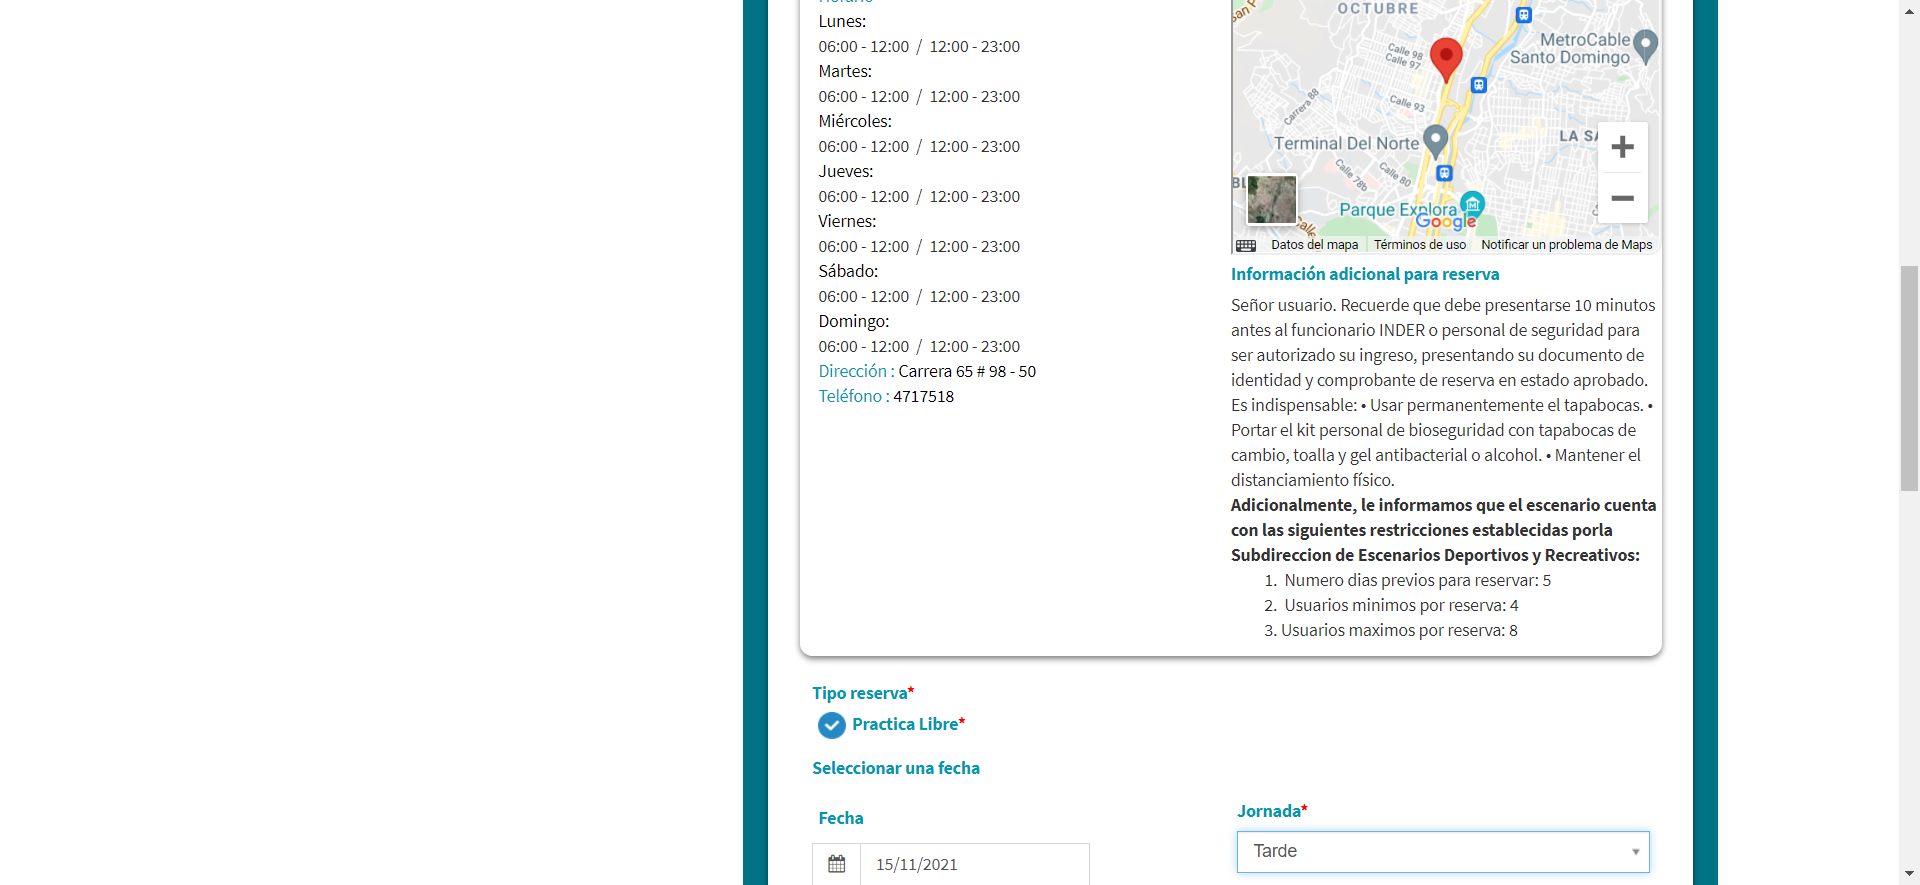 Horario
Lunes:
06:00 - 12:00 / 12:00 - 23:00
Martes:
06:00 - 12:00 / 12:00 - 23:00
Miércoles:
06:00 - 12:00 / 12:00 - 23:00
Jueves:
06:00 - 12:00 / 12:00 - 23:00
Viernes:
06:00 - 12:00 / 12:00 - 23:00
Sábado:
06:00 - 12:00 / 12:00 - 23:00
Domingo:
06:00 - 12:00 / 12:00 - 23:00
Dirección : Carrera 65 # 98 - 50
Teléfono : 4717518
OCTUBRE
MetroCable
Santo Domingo
Calle 98
Calle 97
Carrera 88
Calle 93
Terminal Del Norte
Calle 78b
Calle 80
Parque Explora
Google
Datos del mapa
Términos de uso
Notificar un problema de Maps
Información adicional para reserva
Señor usuario. Recuerde que debe presentarse 10 minutos
antes al funcionario INDER o personal de seguridad para
ser autorizado su ingreso, presentando su documento de
identidad y comprobante de reserva en estado aprobado.
Es indispensable: • Usar permanentemente el tapabocas. •
Portar el kit personal de bioseguridad con tapabocas de
cambio, toalla y gel antibacterial o alcohol. • Mantener el
distanciamiento físico.
Adicionalmente, le informamos que el escenario cuenta
con las siguientes restricciones establecidas porla
Subdireccion de Escenarios Deportivos y Recreativos:
1. Numero dias previos para reservar: 5
2. Usuarios minimos por reserva: 4
3. Usuarios maximos por reserva: 8
Tipo reserva*
Practica Libre*
Seleccionar una fecha
Fecha
15/11/2021
Jornada*
Tarde